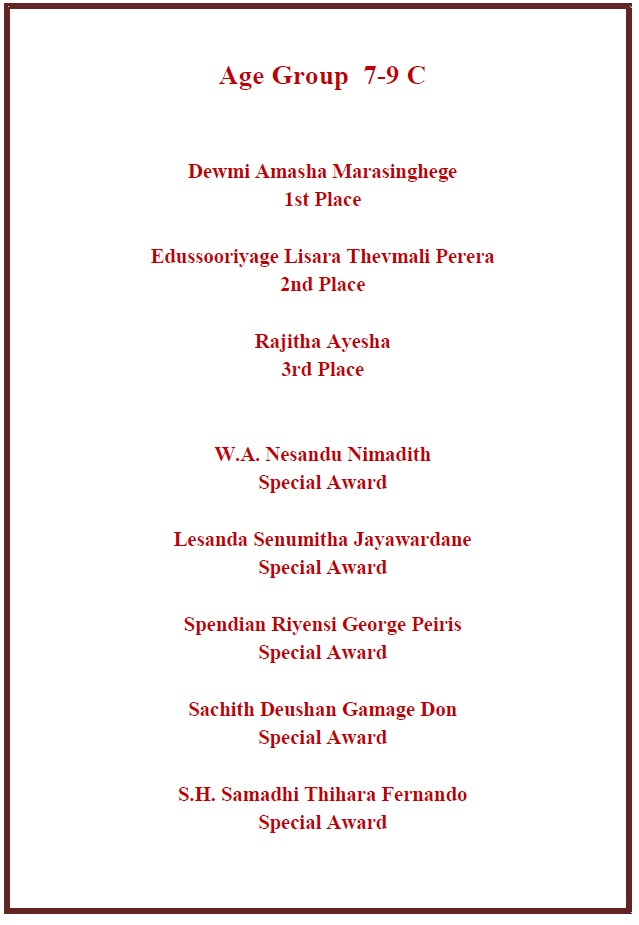 Age Group 7-9 C
Dewmi Amasha Marasinghege
1st Place
Edussooriyage Lisara Thevmali Perera
2nd Place
Rajitha Ayesha
3rd Place
W.A. Nesandu Nimadith
Special Award
Lesanda Senumitha Jayawardane
Special Award
Spendian Riyensi George Peiris
Special Award
Sachith Deushan Gamage Don
Special Award
S.H. Samadhi Thihara Fernando
Special Award